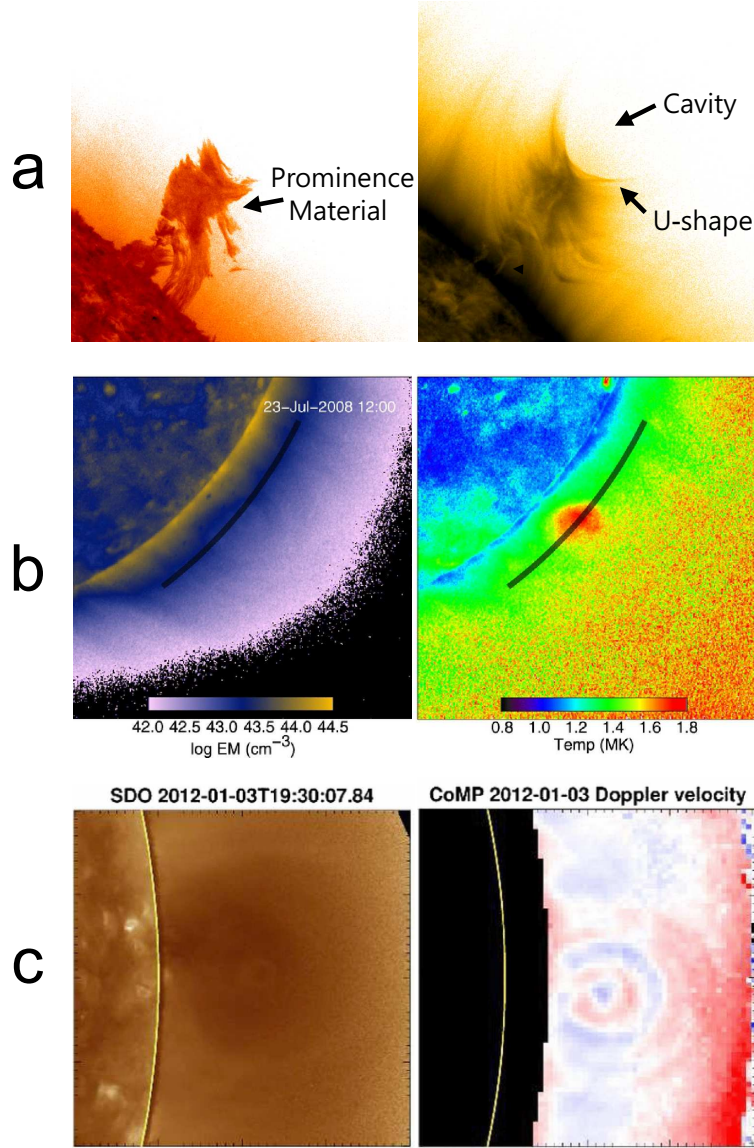 a
Prominence
Material
Cavity
U-shape
b
23-Jul-2008 12:00
42.0 42.5 43.0 43.5 44.0 44.5
log EM (cm⁻³)
0.8 1.0 1.2 1.4 1.6 1.8
Temp (MK)
c
SDO 2012-01-03T19:30:07.84
CoMP 2012-01-03 Doppler velocity